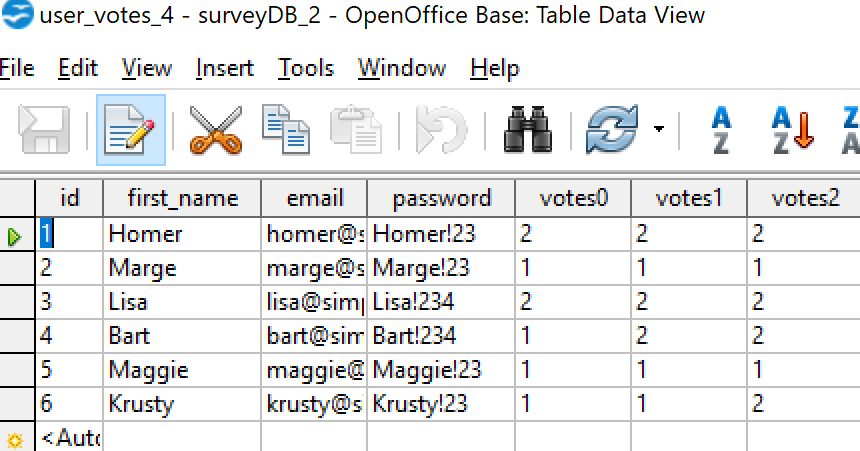 user_votes_4 - surveyDB_2 - OpenOffice Base: Table Data View
File Edit View Insert Tools Window Help
A Z A Z Z A
id first_name email password votes0 votes1 votes2
1 Homer homer@s Homer!23 2 2 2
2 Marge marge@s Marge!23 1 1 1
3 Lisa lisa@simp Lisa!234 2 2 2
4 Bart bart@sim Bart!234 1 2 2
5 Maggie maggie@ Maggie!23 1 1 1
6 Krusty krusty@s Krusty!23 1 1 2
<Auto